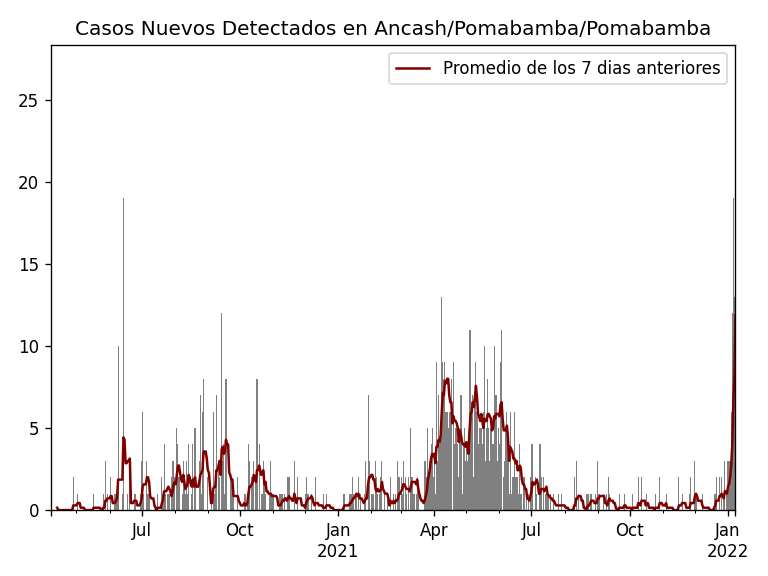 Casos Nuevos Detectados en Ancash/Pomabamba/Pomabamba
Promedio de los 7 dias anteriores
25
20
15
10
5
0
Jul
Oct
Jan
2021
Apr
Jul
Oct
Jan
2022